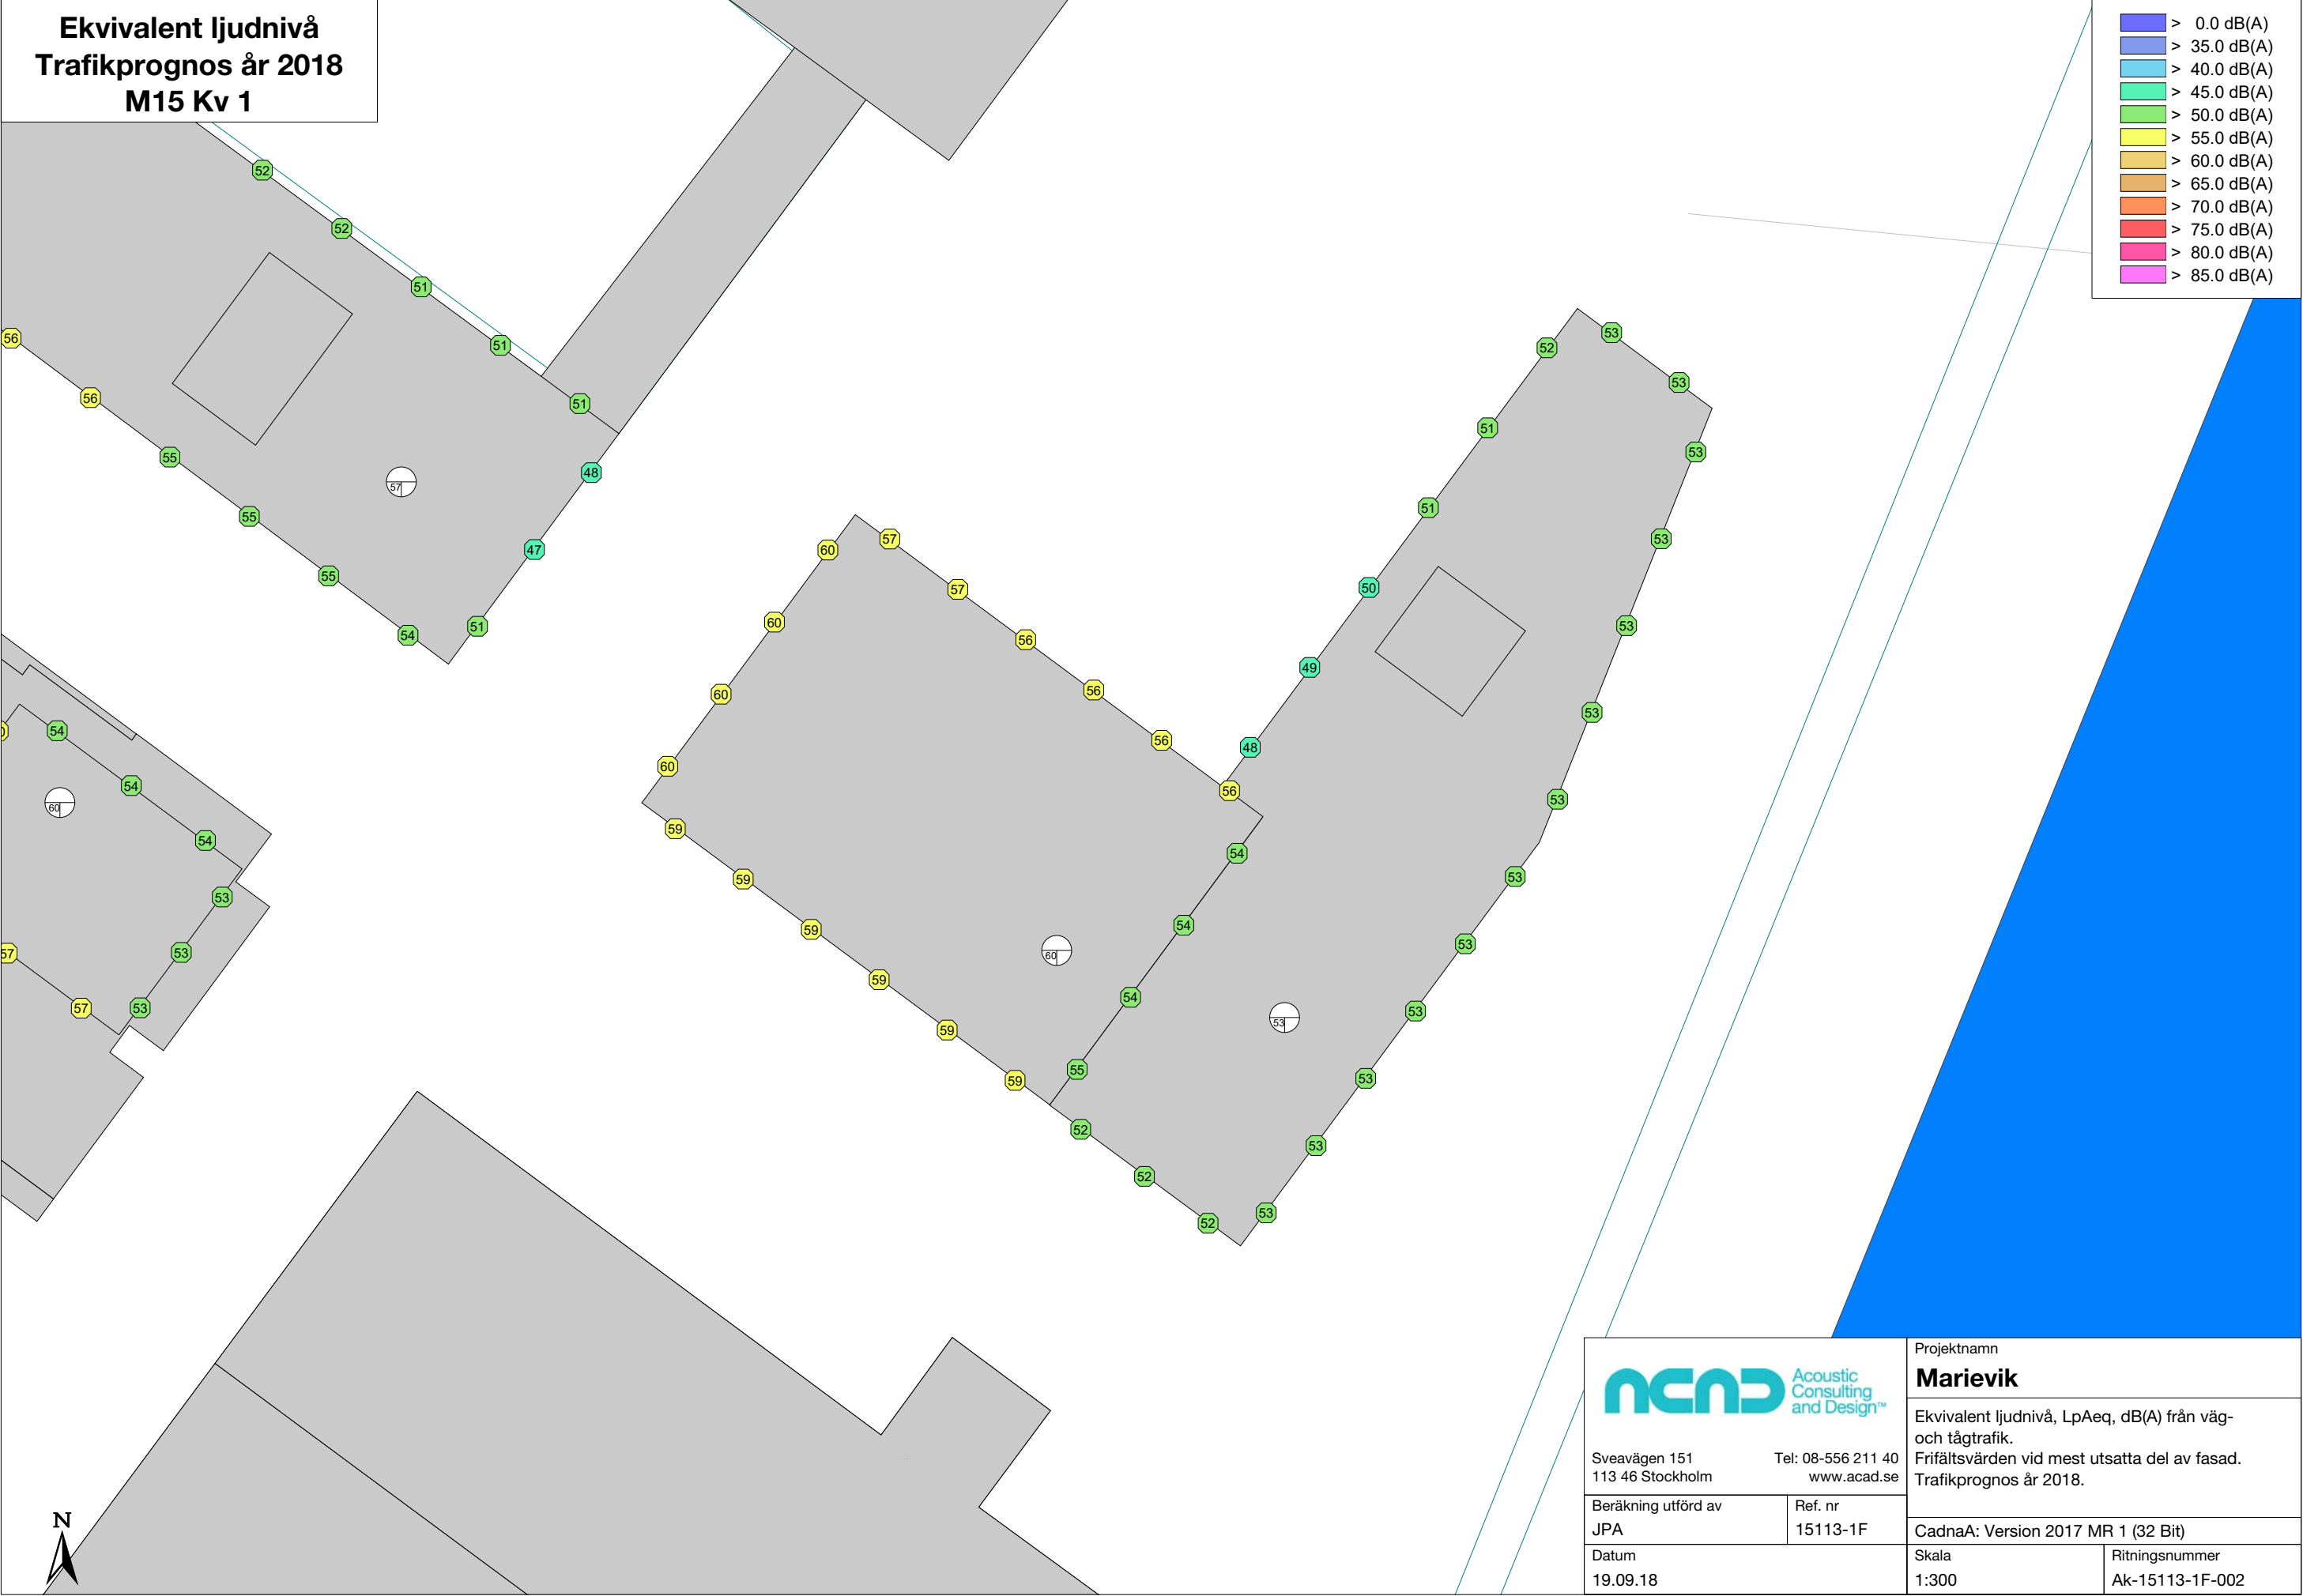 Ekvivalent ljudnivå
Trafikprognos år 2018
M15 Kv 1
> 0.0 dB(A)
> 35.0 dB(A)
> 40.0 dB(A)
> 45.0 dB(A)
> 50.0 dB(A)
> 55.0 dB(A)
> 60.0 dB(A)
> 65.0 dB(A)
> 70.0 dB(A)
> 75.0 dB(A)
> 80.0 dB(A)
> 85.0 dB(A)
52
52
51
51
51
48
47
51
56
56
55
55
55
54
57
54
54
54
53
53
53
57
57
60
60
60
60
60
57
57
56
56
56
56
59
59
59
59
59
59
54
54
54
55
60
52
51
51
50
49
48
53
53
53
53
53
53
53
53
53
53
53
53
53
52
52
52
53
N
acad
Acoustic
Consulting
and Design™
Sveavägen 151 Tel: 08-556 211 40
113 46 Stockholm www.acad.se
Beräkning utförd av Ref. nr
JPA 15113-1F
Datum
19.09.18
Projektnamn
Marievik
Ekvivalent ljudnivå, LpAeq, dB(A) från väg-
och tågtrafik.
Frifältsvärden vid mest utsatta del av fasad.
Trafikprognos år 2018.
CadnaA: Version 2017 MR 1 (32 Bit)
Skala Ritningsnummer
1:300 Ak-15113-1F-002